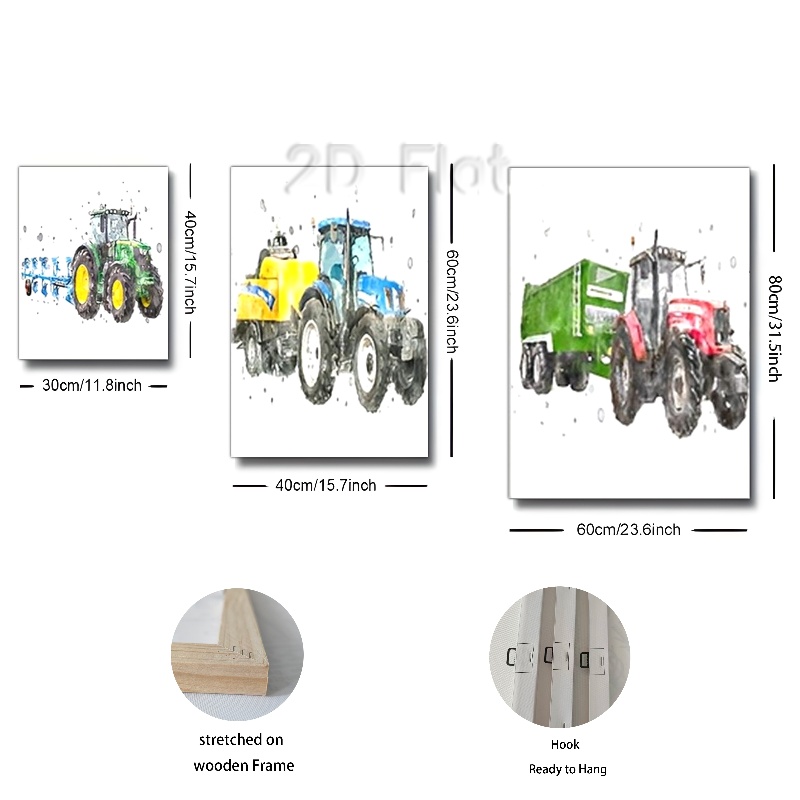 2D Flat
40cm/15.7inch
60cm/23.6inch
80cm/31.5inch
30cm/11.8inch
40cm/15.7inch
60cm/23.6inch
stretched on
wooden Frame
Hook
Ready to Hang